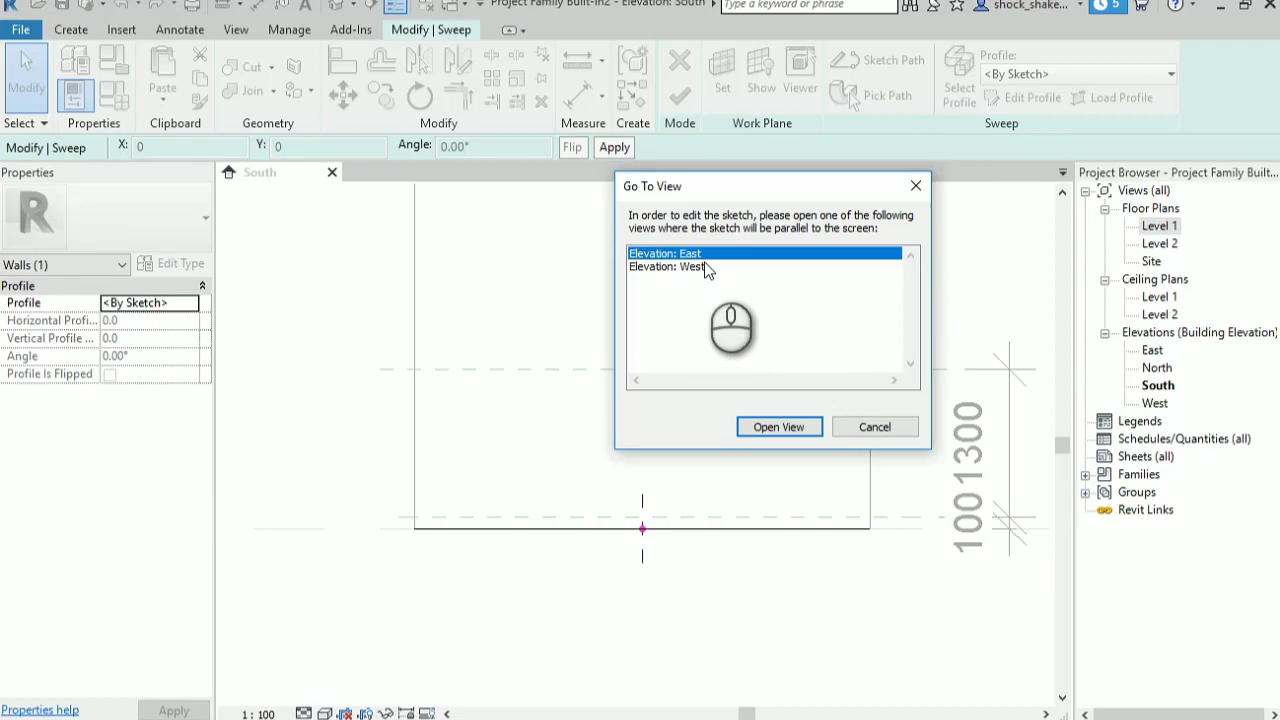 Project Family Built-in2 - Elevation: South
Type a keyword or phrase
shock_shake...
5
File
Create
Insert
Annotate
View
Manage
Add-Ins
Modify | Sweep
Modify
Select
Properties
Paste
Clipboard
Cut
Join
Geometry
Modify
Measure
Create
Mode
Set
Show
Viewer
Work Plane
Sketch Path
Pick Path
Select Profile
Profile:
<By Sketch>
Edit Profile
Load Profile
Sweep
Modify | Sweep
X: 0
Y: 0
Angle: 0.00°
Flip
Apply
Properties
South
R
Walls (1)
Edit Type
Profile
Profile <By Sketch>
Horizontal Profi... 0.0
Vertical Profile ... 0.0
Angle 0.00°
Profile Is Flipped
Properties help
Apply
Go To View
In order to edit the sketch, please open one of the following
views where the sketch will be parallel to the screen:
Elevation: East
Elevation: West
Open View
Cancel
1300
100
1 : 100
Project Browser - Project Family Built...
Views (all)
Floor Plans
Level 1
Level 2
Site
Ceiling Plans
Level 1
Level 2
Elevations (Building Elevation)
East
North
South
West
Legends
Schedules/Quantities (all)
Sheets (all)
Families
Groups
Revit Links